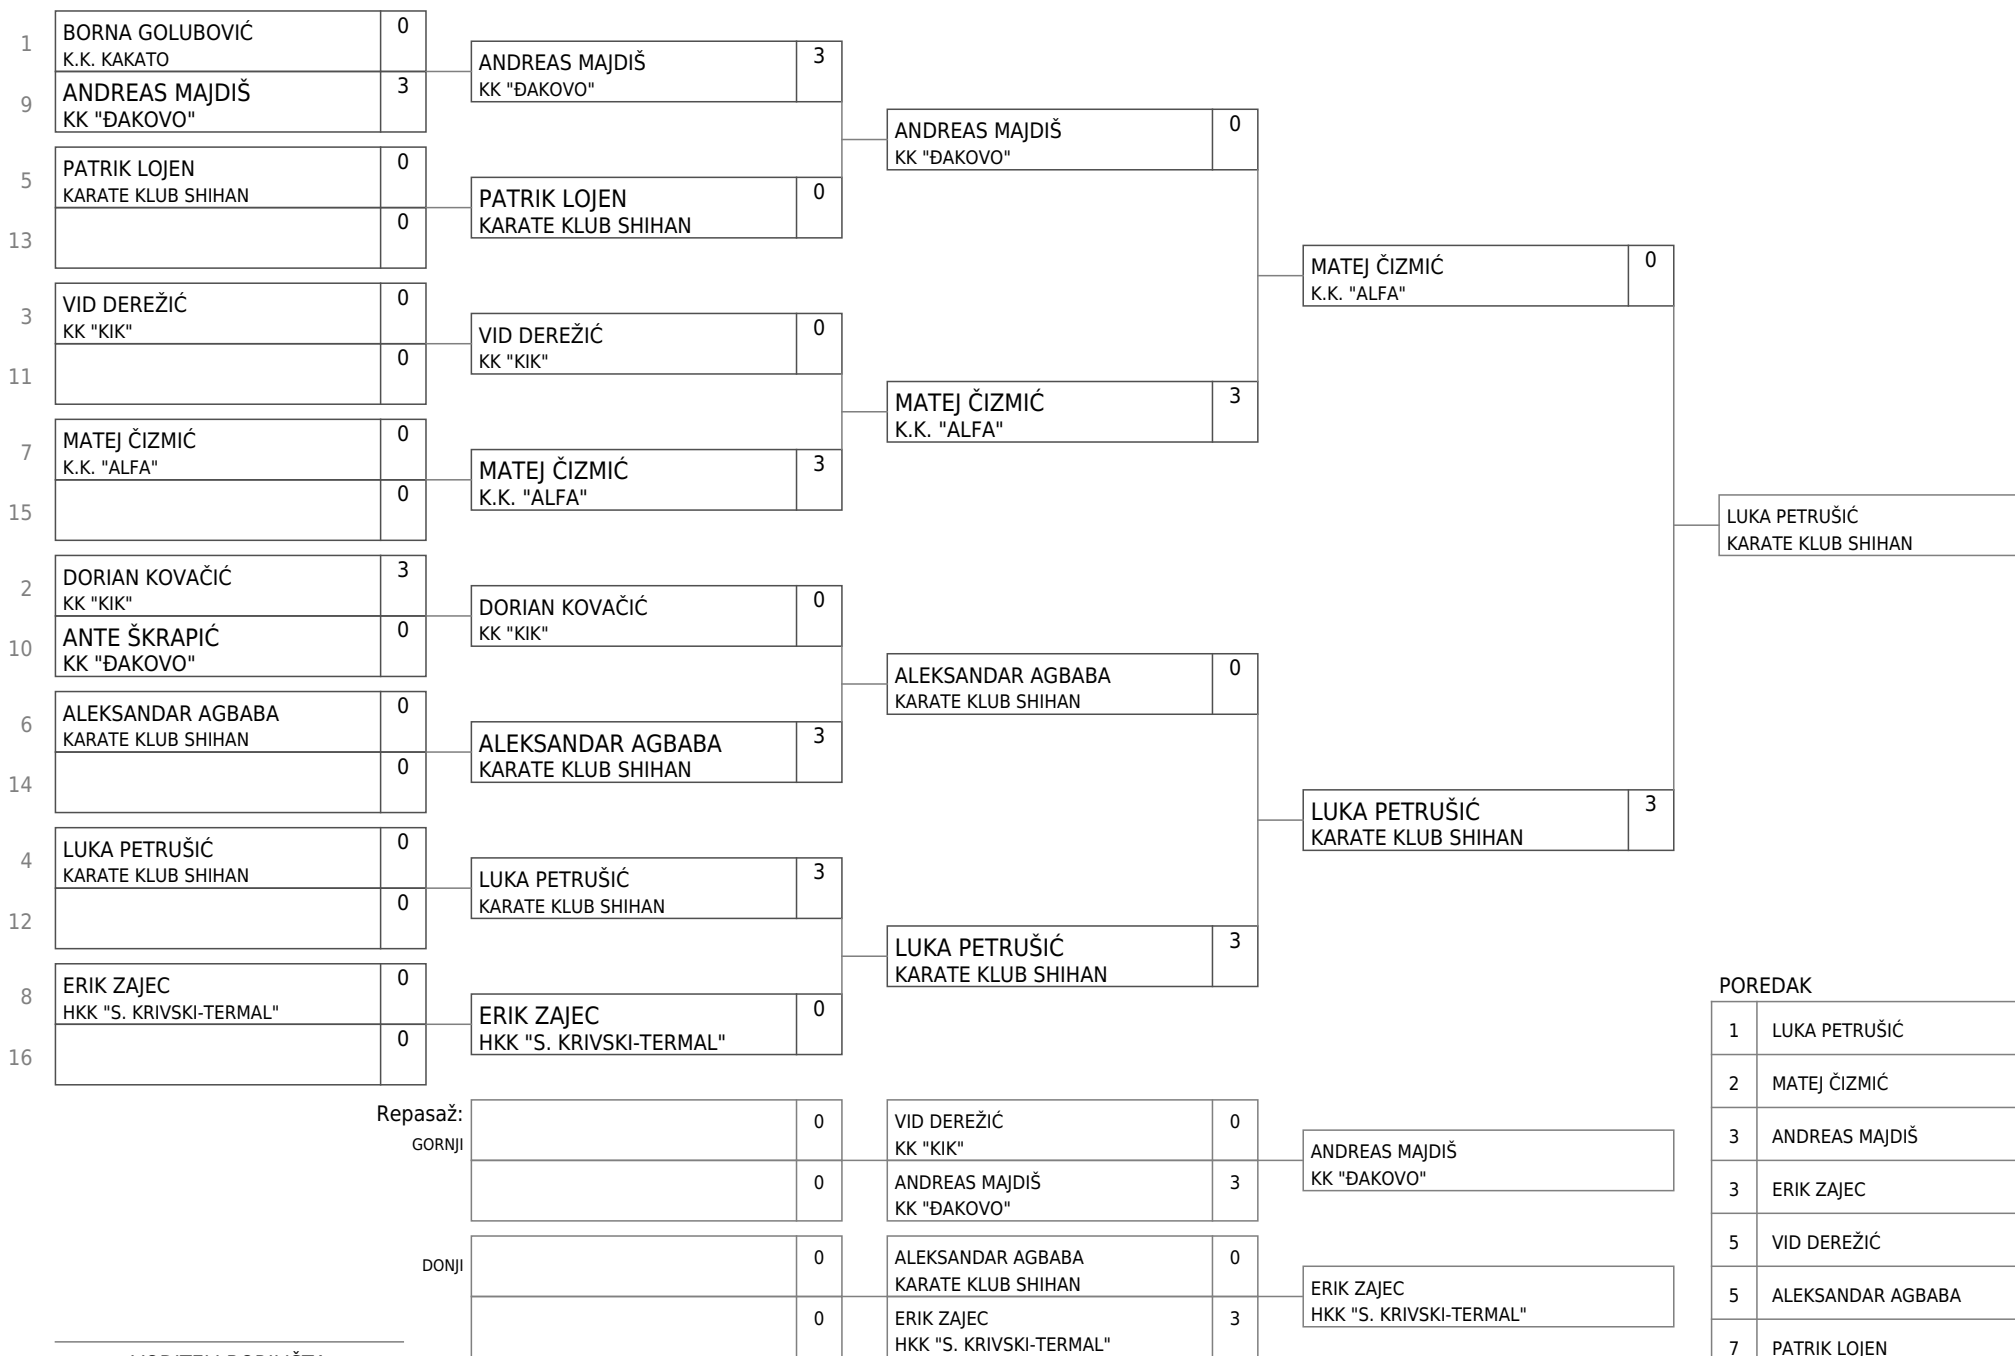 1
BORNA GOLUBOVIĆ
K.K. KAKATO
0
9
ANDREAS MAJDIŠ
KK "ĐAKOVO"
3
5
PATRIK LOJEN
KARATE KLUB SHIHAN
0
13
0
3
VID DEREŽIĆ
KK "KIK"
0
11
0
7
MATEJ ČIZMIĆ
K.K. "ALFA"
0
15
0
2
DORIAN KOVAČIĆ
KK "KIK"
3
10
ANTE ŠKRAPIĆ
KK "ĐAKOVO"
0
6
ALEKSANDAR AGBABA
KARATE KLUB SHIHAN
0
14
0
4
LUKA PETRUŠIĆ
KARATE KLUB SHIHAN
0
12
0
8
ERIK ZAJEC
HKK "S. KRIVSKI-TERMAL"
0
16
0
ANDREAS MAJDIŠ
KK "ĐAKOVO"
3
PATRIK LOJEN
KARATE KLUB SHIHAN
0
VID DEREŽIĆ
KK "KIK"
0
MATEJ ČIZMIĆ
K.K. "ALFA"
3
DORIAN KOVAČIĆ
KK "KIK"
0
ALEKSANDAR AGBABA
KARATE KLUB SHIHAN
3
LUKA PETRUŠIĆ
KARATE KLUB SHIHAN
3
ERIK ZAJEC
HKK "S. KRIVSKI-TERMAL"
0
ANDREAS MAJDIŠ
KK "ĐAKOVO"
0
MATEJ ČIZMIĆ
K.K. "ALFA"
3
ALEKSANDAR AGBABA
KARATE KLUB SHIHAN
0
LUKA PETRUŠIĆ
KARATE KLUB SHIHAN
3
MATEJ ČIZMIĆ
K.K. "ALFA"
0
LUKA PETRUŠIĆ
KARATE KLUB SHIHAN
3
LUKA PETRUŠIĆ
KARATE KLUB SHIHAN
Repasaž:
GORNJI
0
0
VID DEREŽIĆ
KK "KIK"
0
ANDREAS MAJDIŠ
KK "ĐAKOVO"
3
ANDREAS MAJDIŠ
KK "ĐAKOVO"
DONJI
0
0
ALEKSANDAR AGBABA
KARATE KLUB SHIHAN
0
ERIK ZAJEC
HKK "S. KRIVSKI-TERMAL"
3
ERIK ZAJEC
HKK "S. KRIVSKI-TERMAL"
POREDAK
1 LUKA PETRUŠIĆ
2 MATEJ ČIZMIĆ
3 ANDREAS MAJDIŠ
3 ERIK ZAJEC
5 VID DEREŽIĆ
5 ALEKSANDAR AGBABA
7 PATRIK LOJEN